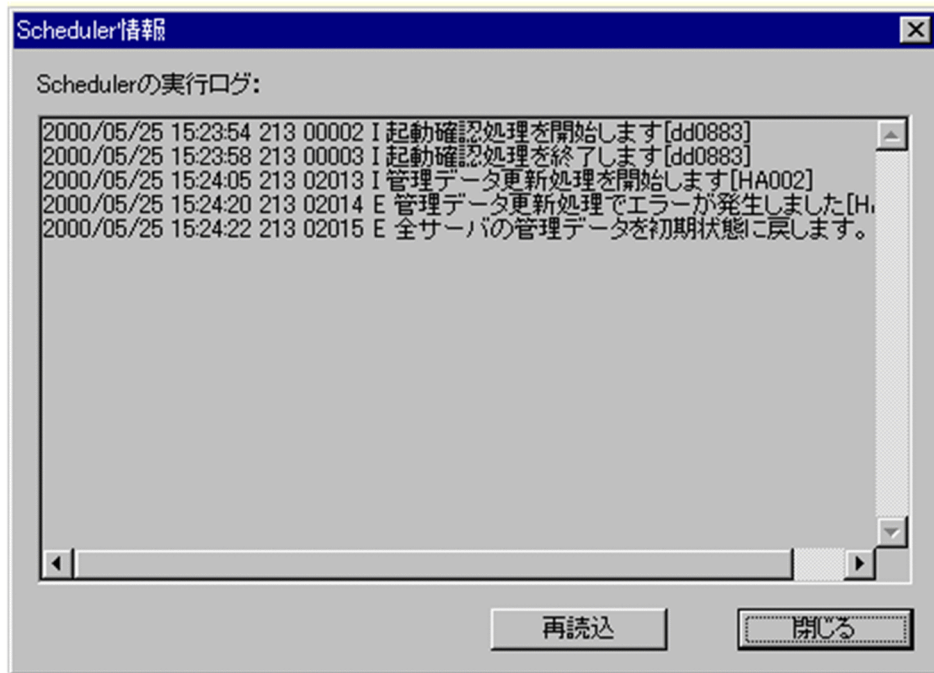 Scheduler情報
Schedulerの実行ログ:
2000/05/25 15:23:54 213 00002 I 起動確認処理を開始します[dd0883]
2000/05/25 15:23:58 213 00003 I 起動確認処理を終了します[dd0883]
2000/05/25 15:24:05 213 02013 I 管理データ更新処理を開始します[HA002]
2000/05/25 15:24:20 213 02014 E 管理データ更新処理でエラーが発生しました[H
2000/05/25 15:24:22 213 02015 E 全サーバの管理データを初期状態に戻します。
再読込
閉じる